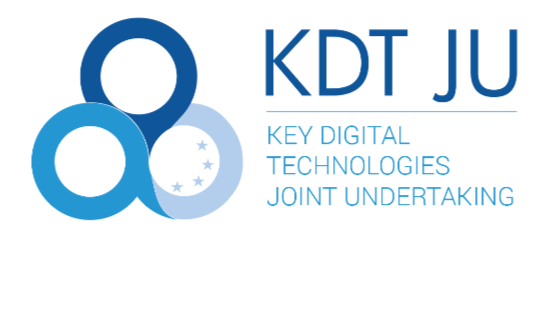 KDT JU
KEY DIGITAL
TECHNOLOGIES
JOINT UNDERTAKING